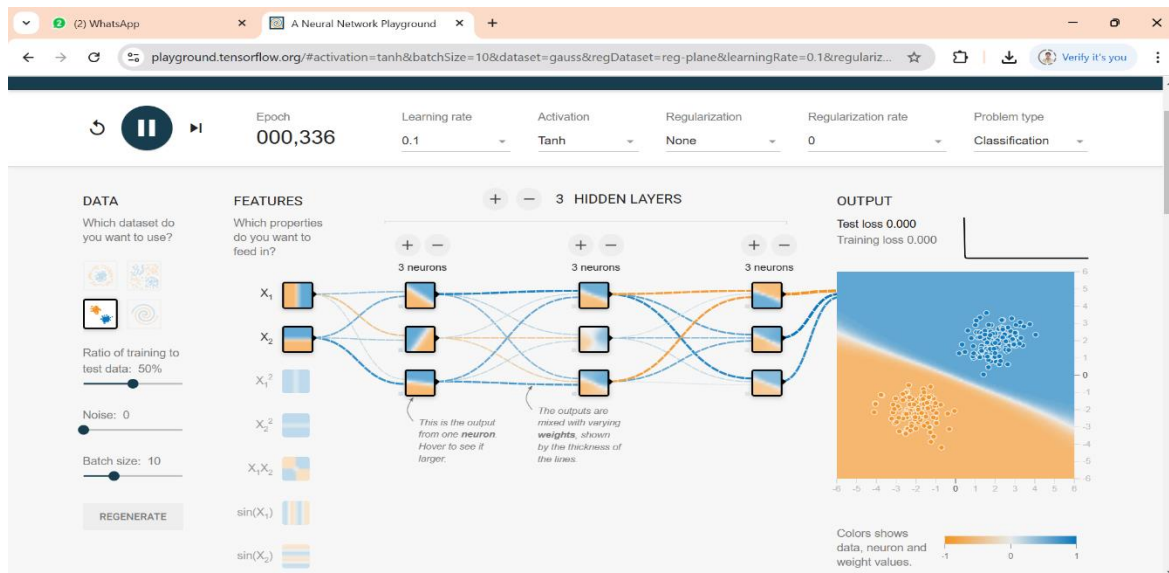 (2) WhatsApp
A Neural Network Playground
playground.tensorflow.org/#activation=tanh&batchSize=10&dataset=gauss&regDataset=reg-plane&learningRate=0.1&regulariz...
Verify it's you
Epoch
000,336
Learning rate
0.1
Activation
Tanh
Regularization
None
Regularization rate
0
Problem type
Classification
DATA
Which dataset do
you want to use?
Ratio of training to
test data: 50%
Noise: 0
Batch size: 10
REGENERATE
FEATURES
Which properties
do you want to
feed in?
X₁
X₂
X₁²
X₂²
X₁X₂
sin(X₁)
sin(X₂)
+ − 3 HIDDEN LAYERS
+ −
3 neurons
+ −
3 neurons
+ −
3 neurons
This is the output
from one neuron.
Hover to see it
larger.
The outputs are
mixed with varying
weights, shown
by the thickness of
the lines.
OUTPUT
Test loss 0.000
Training loss 0.000
6
5
4
3
2
1
0
-1
-2
-3
-4
-5
-6
-6 -5 -4 -3 -2 -1 0 1 2 3 4 5 6
Colors shows
data, neuron and
weight values.
-1 0 1